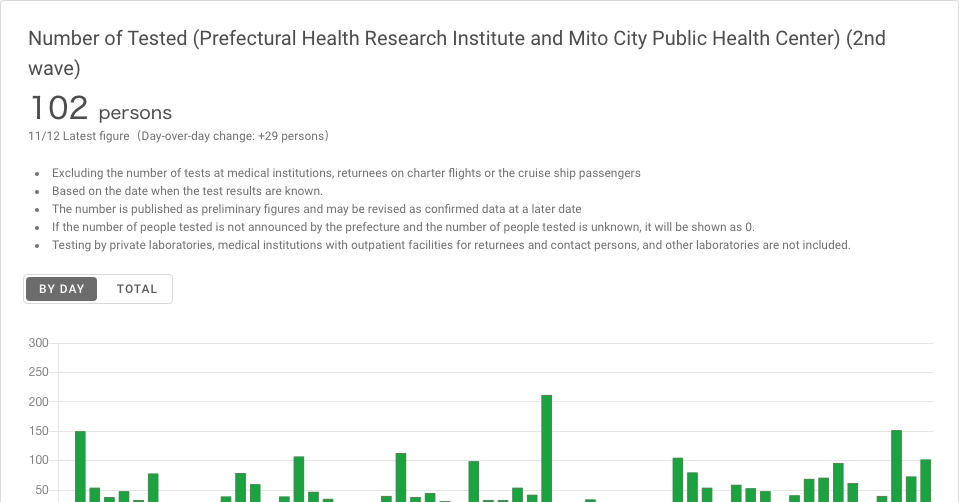 Number of Tested (Prefectural Health Research Institute and Mito City Public Health Center) (2nd
wave)
102 persons
11/12 Latest figure（Day-over-day change: +29 persons）
Excluding the number of tests at medical institutions, returnees on charter flights or the cruise ship passengers
Based on the date when the test results are known.
The number is published as preliminary figures and may be revised as confirmed data at a later date
If the number of people tested is not announced by the prefecture and the number of people tested is unknown, it will be shown as 0.
Testing by private laboratories, medical institutions with outpatient facilities for returnees and contact persons, and other laboratories are not included.
BY DAY TOTAL
300
250
200
150
100
50